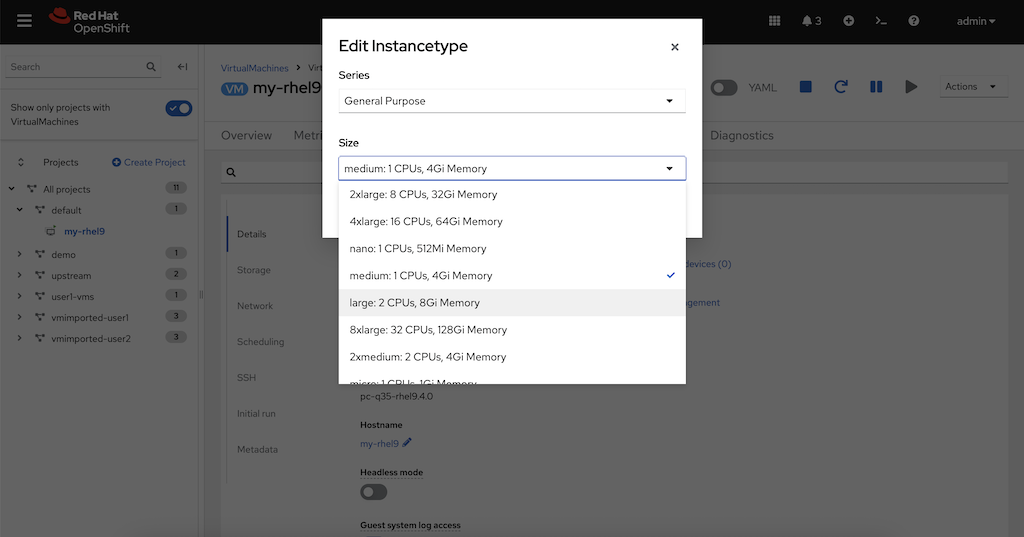 Red Hat
OpenShift
3
admin
Search
Show only projects with
VirtualMachines
Projects
Create Project
All projects 11
default 1
my-rhel9
demo 1
upstream 2
user1-vms 1
vmimported-user1 3
vmimported-user2 3
VirtualMachines
VM my-rhel9
YAML
Actions
Overview
Diagnostics
Edit Instancetype
Series
General Purpose
Size
medium: 1 CPUs, 4Gi Memory
2xlarge: 8 CPUs, 32Gi Memory
4xlarge: 16 CPUs, 64Gi Memory
nano: 1 CPUs, 512Mi Memory
medium: 1 CPUs, 4Gi Memory
large: 2 CPUs, 8Gi Memory
8xlarge: 32 CPUs, 128Gi Memory
2xmedium: 2 CPUs, 4Gi Memory
micro: 1 CPUs, 1Gi Memory
Details
Storage
Network
Scheduling
SSH
Initial run
Metadata
devices (0)
pc-q35-rhel9.4.0
Hostname
my-rhel9
Headless mode
Guest system log access